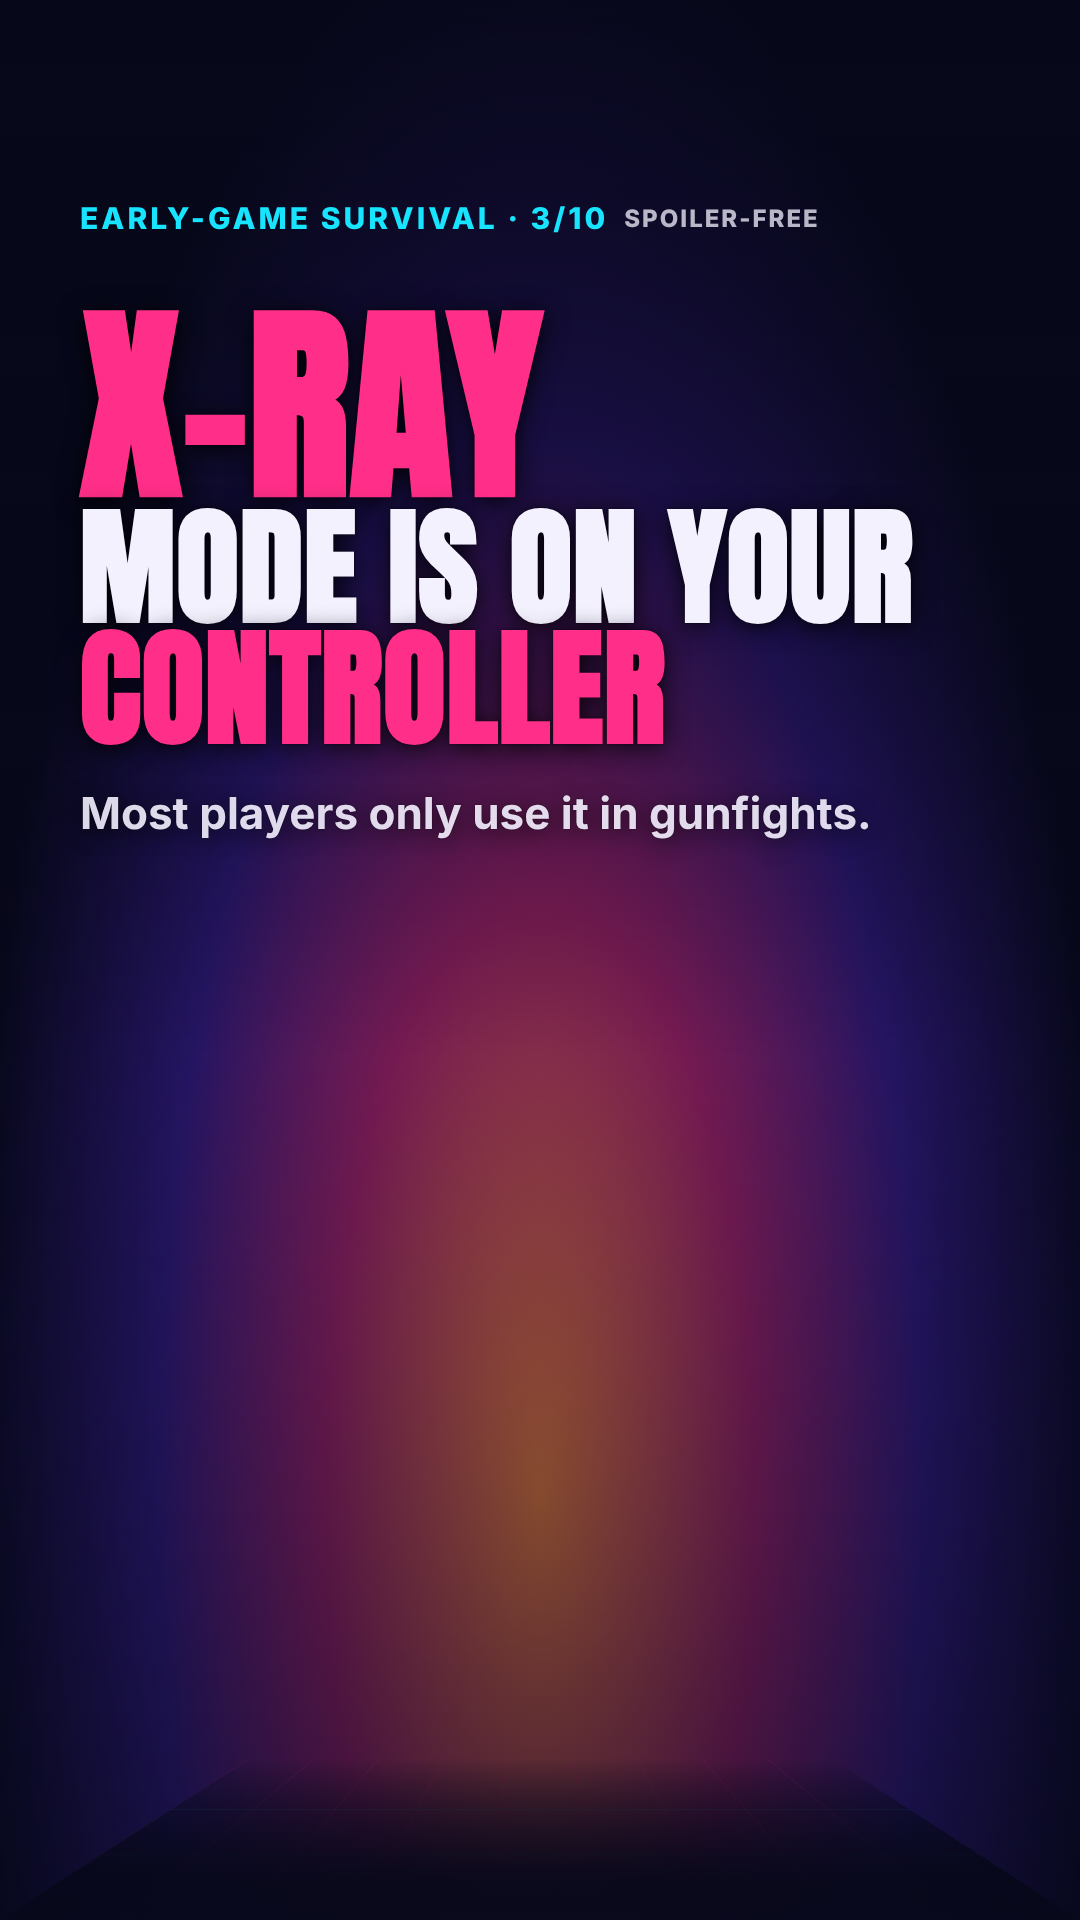 EARLY-GAME SURVIVAL · 3/10 SPOILER-FREE
X-RAY
MODE IS ON YOUR
CONTROLLER
Most players only use it in gunfights.